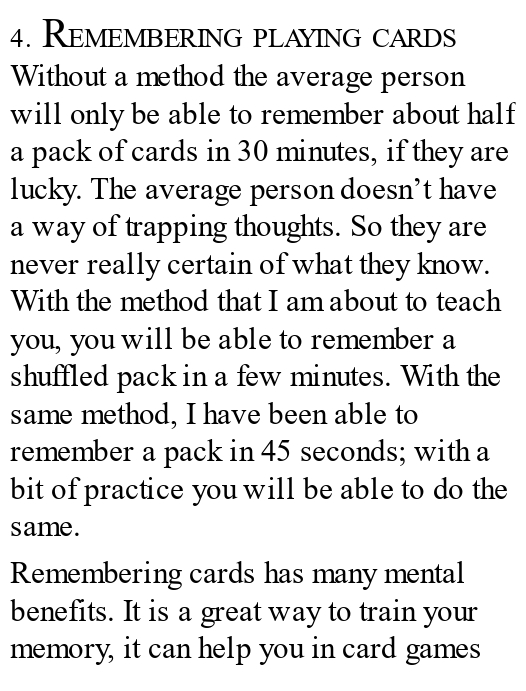 4. REMEMBERING PLAYING CARDS
Without a method the average person
will only be able to remember about half
a pack of cards in 30 minutes, if they are
lucky. The average person doesn’t have
a way of trapping thoughts. So they are
never really certain of what they know.
With the method that I am about to teach
you, you will be able to remember a
shuffled pack in a few minutes. With the
same method, I have been able to
remember a pack in 45 seconds; with a
bit of practice you will be able to do the
same.
Remembering cards has many mental
benefits. It is a great way to train your
memory, it can help you in card games